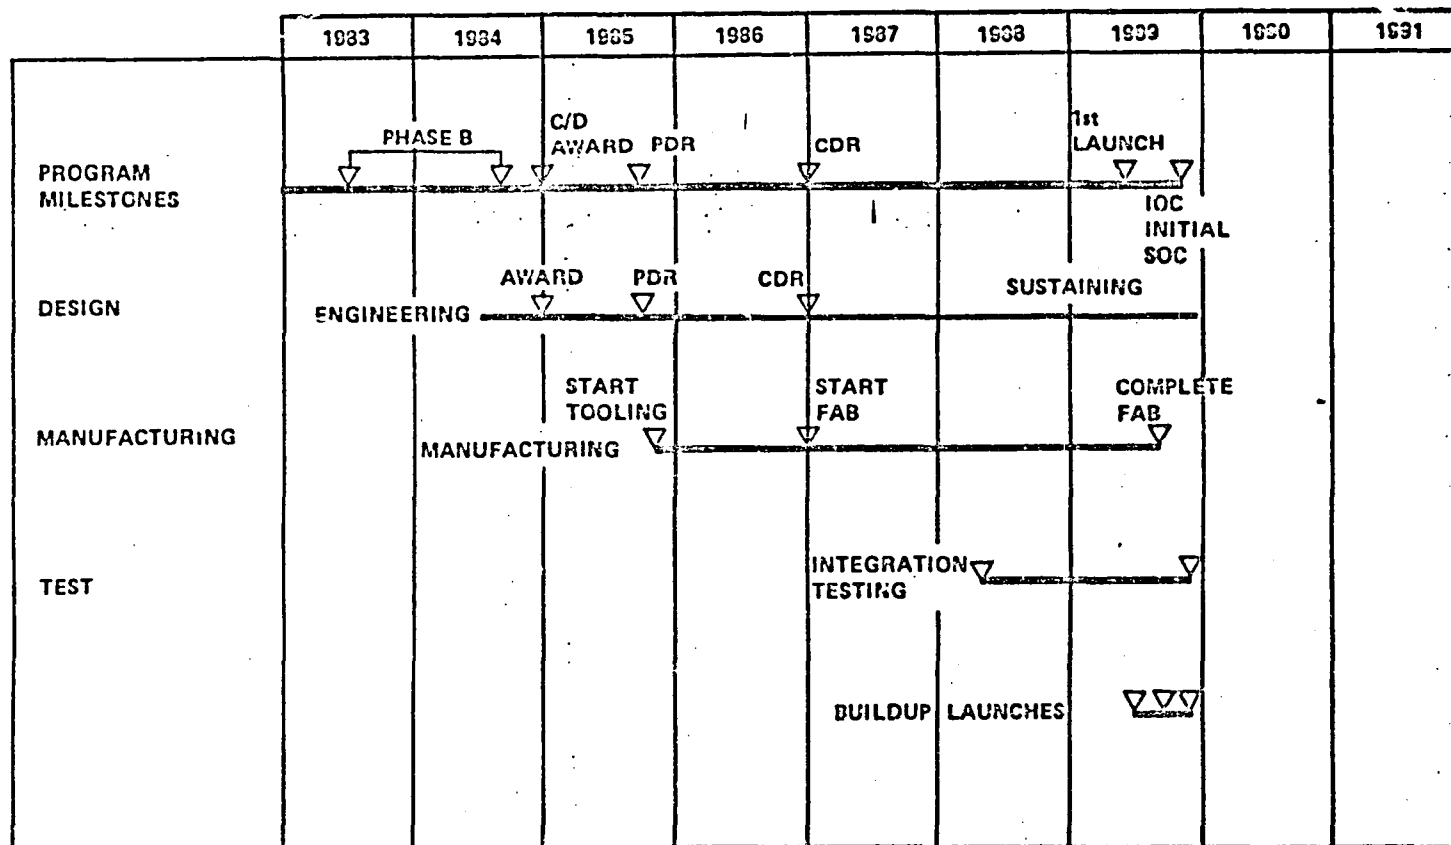 1983 1984 1985 1986 1987 1988 1989 1990 1991
PROGRAM
MILESTONES
PHASE B
C/D
AWARD PDR
CDR
1st
LAUNCH
IOC
INITIAL
SOC
DESIGN
ENGINEERING
AWARD
PDR
CDR
SUSTAINING
MANUFACTURING
MANUFACTURING
START
TOOLING
START
FAB
COMPLETE
FAB
TEST
INTEGRATION
TESTING
BUILDUP LAUNCHES